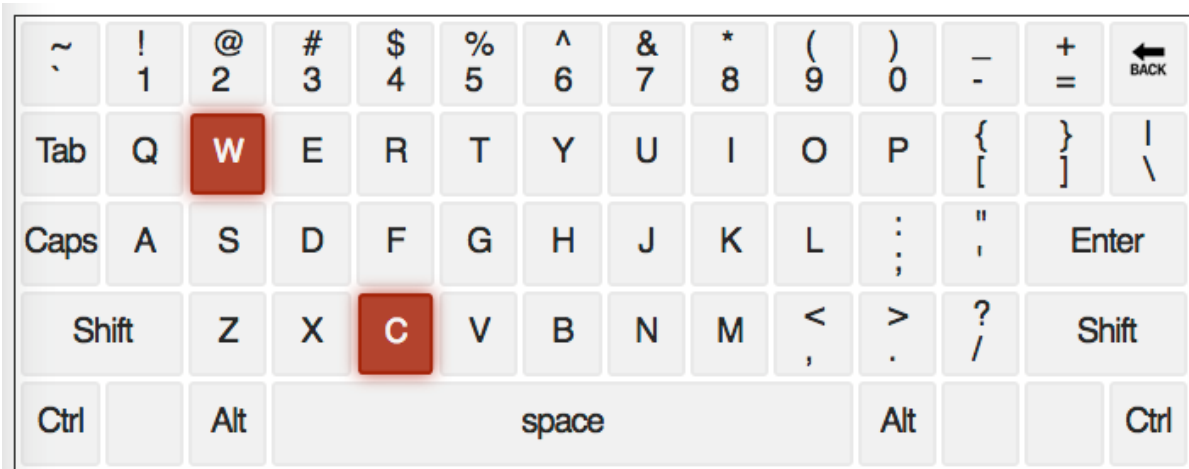 ~ ! @ # $ % ^ & * ( ) _ +
` 1 2 3 4 5 6 7 8 9 0 - = BACK
Tab Q W E R T Y U I O P { [ } ] | \
Caps A S D F G H J K L : ; " ' Enter
Shift Z X C V B N M < , > . ? / Shift
Ctrl Alt space Alt Ctrl